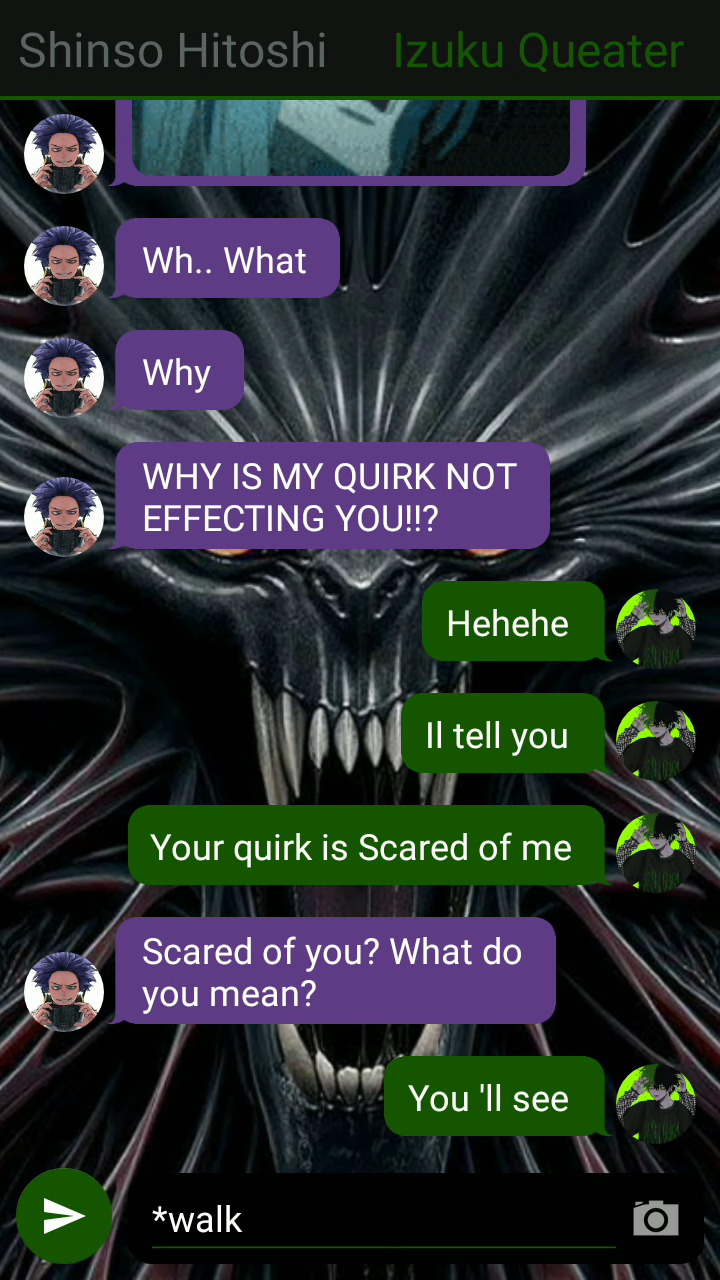 Shinso Hitoshi Izuku Queater
Wh.. What
Why
WHY IS MY QUIRK NOT
EFFECTING YOU!!?
Hehehe
Il tell you
Your quirk is Scared of me
Scared of you? What do
you mean?
You 'll see
*walk